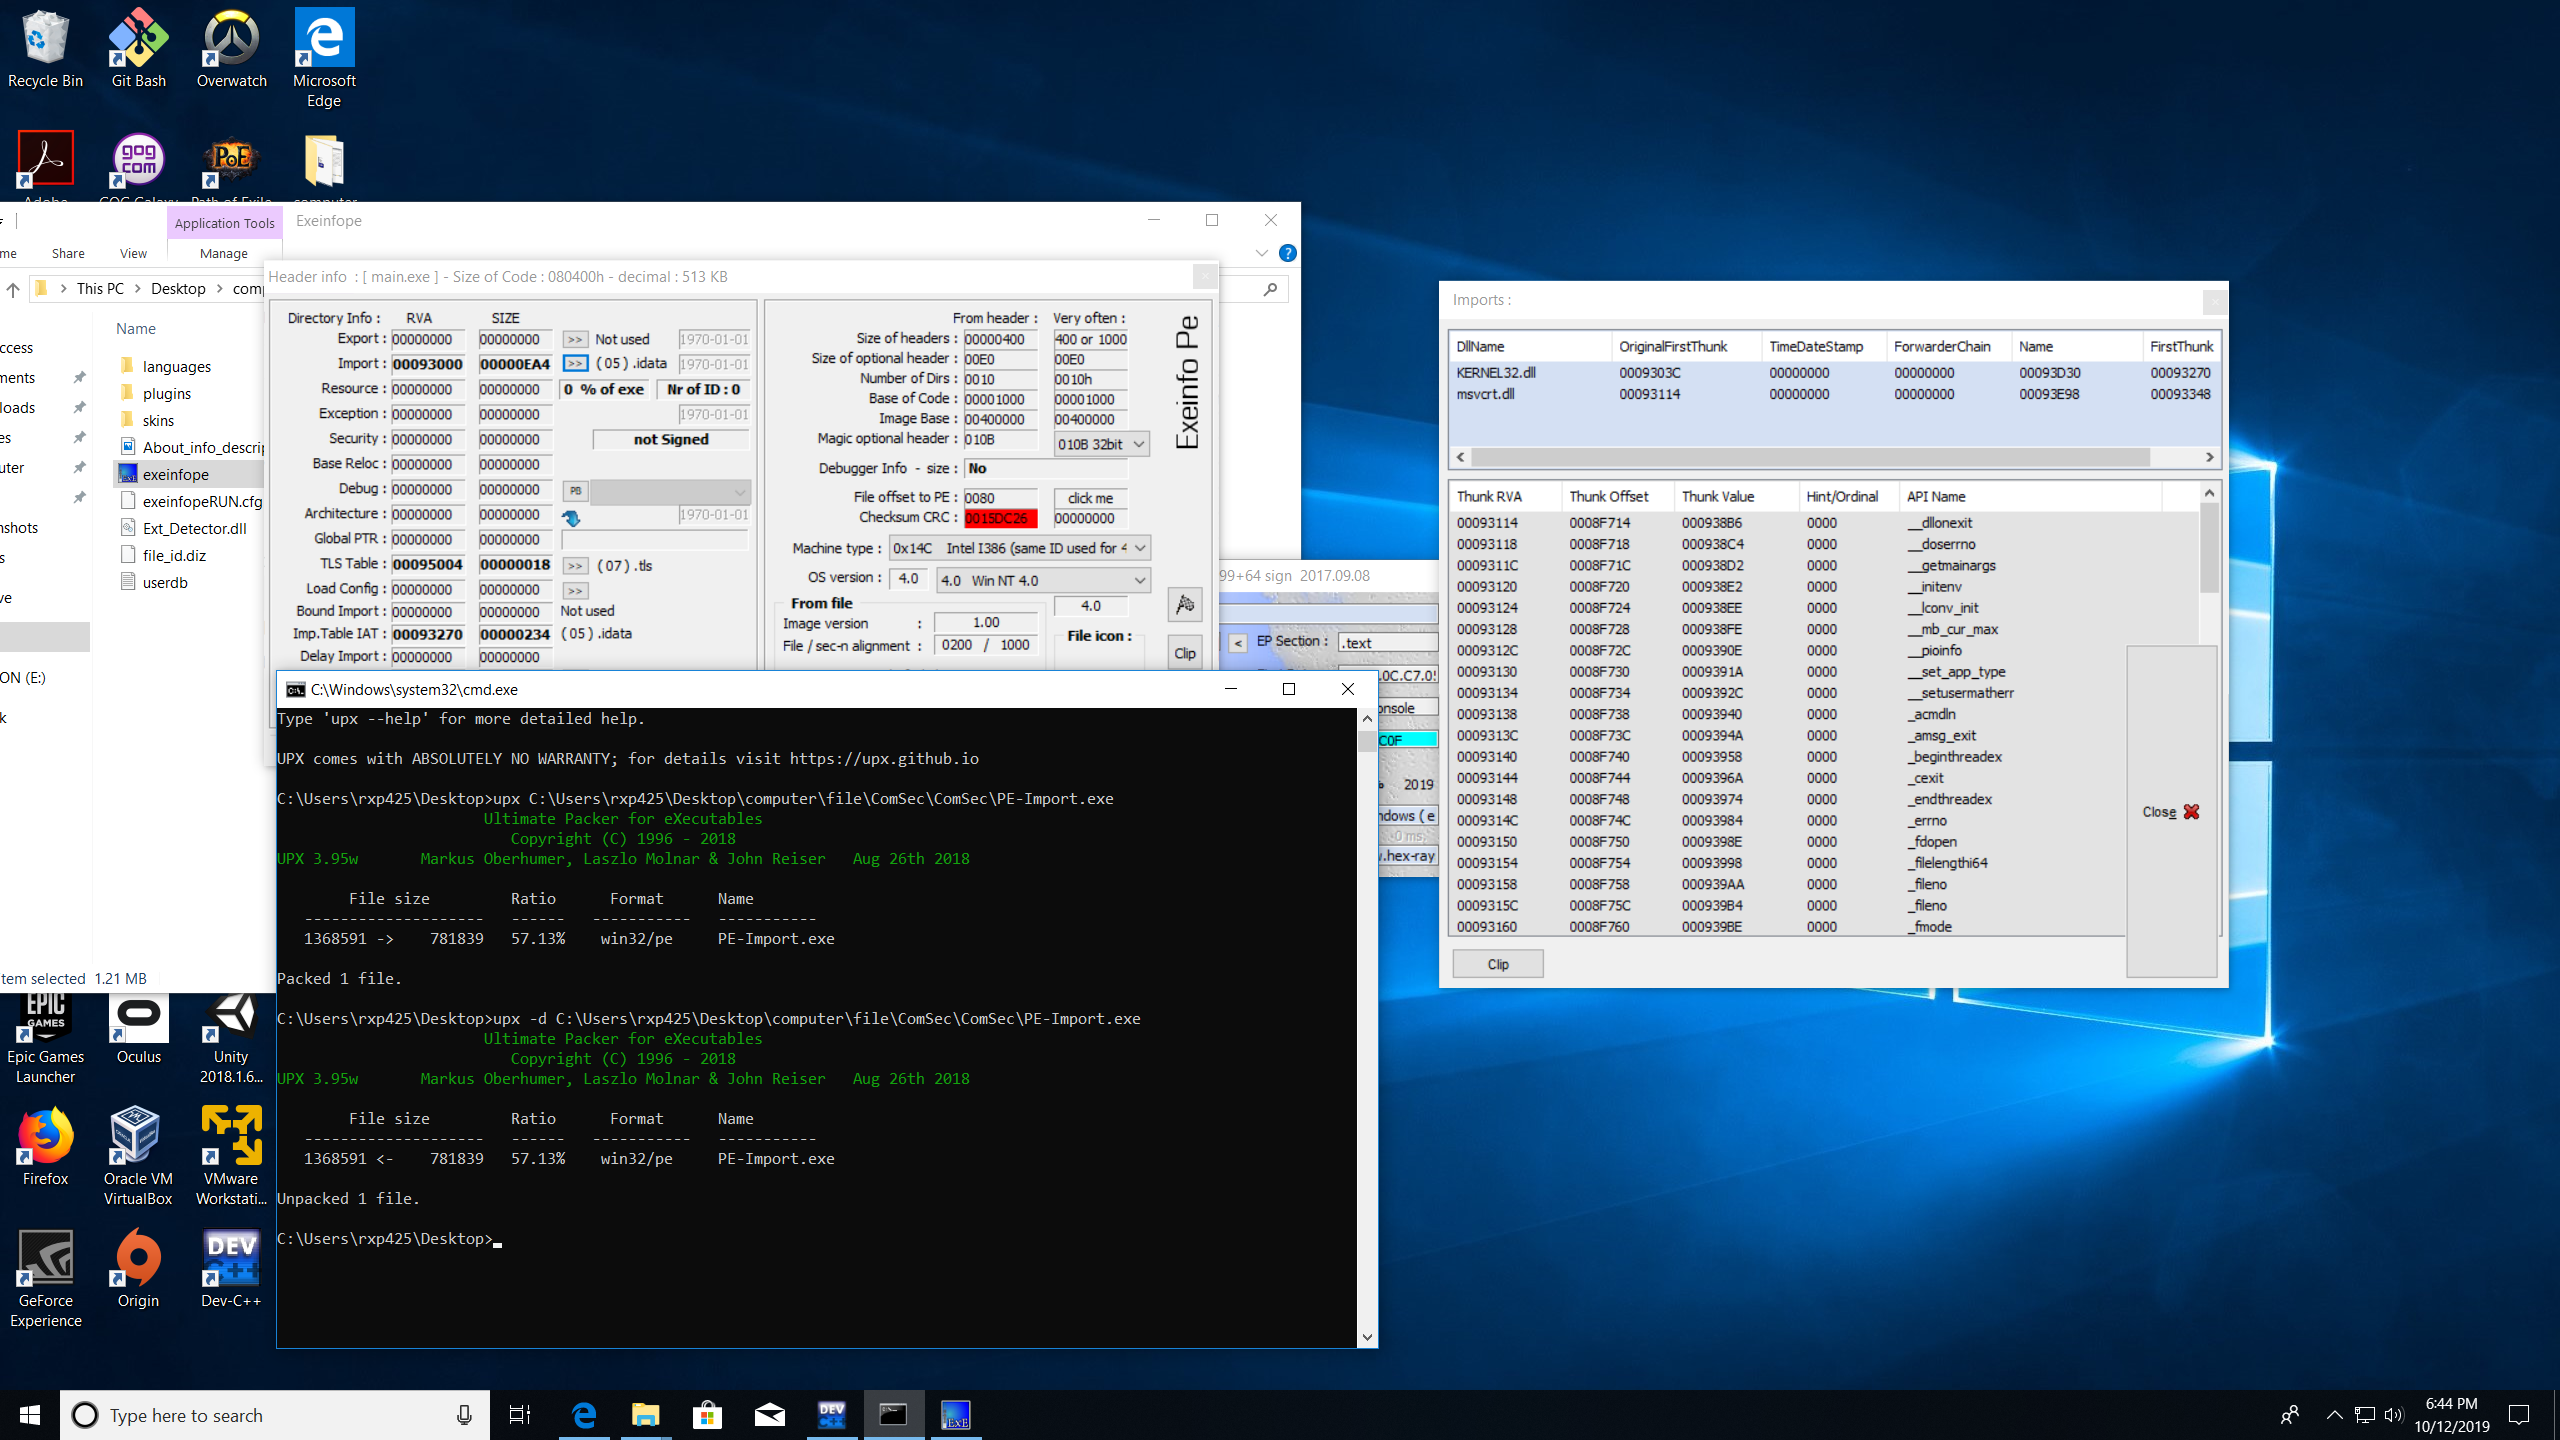 Recycle Bin
Git Bash
Overwatch
Microsoft
Edge
Application Tools
Exeinfope
me
Share
View
Manage
This PC
Desktop
Name
ccess
ments
loads
es
uter
nshots
s
ve
ON (E:)
k
languages
plugins
skins
About_info_descrip
exeinfope
exeinfopeRUN.cfg
Ext_Detector.dll
file_id.diz
userdb
tem selected 1.21 MB
Header info : [ main.exe ] - Size of Code : 080400h - decimal : 513 KB
Directory Info : RVA SIZE
Export : 00000000 00000000 >> Not used 1970-01-01
Import : 00093000 00000EA4 >> ( 05 ) .idata 1970-01-01
Resource : 00000000 00000000 0 % of exe Nr of ID : 0
Exception : 00000000 00000000 1970-01-01
Security : 00000000 00000000 not Signed
Base Reloc : 00000000 00000000
Debug : 00000000 00000000 PB
Architecture : 00000000 00000000 1970-01-01
Global PTR : 00000000 00000000
TLS Table : 00095004 00000018 >> ( 07 ) .tls
Load Config : 00000000 00000000 >>
Bound Import : 00000000 00000000 Not used
Imp.Table IAT : 00093270 00000234 ( 05 ) .idata
Delay Import : 00000000 00000000
From header : Very often :
Size of headers : 00000400 400 or 1000
Size of optional header : 00E0 00E0
Number of Dirs : 0010 0010h
Base of Code : 00001000 00001000
Image Base : 00400000 00400000
Magic optional header : 010B 010B 32bit
Debugger Info - size : No
File offset to PE : 0080 click me
Checksum CRC : 0015DC26 00000000
Machine type : 0x14C Intel I386 (same ID used for 4
OS version : 4.0 4.0 Win NT 4.0
From file 4.0
Image version : 1.00
File / sec-n alignment : 0200 / 1000
File icon :
Clip
Exeinfo Pe
99+64 sign 2017.09.08
< EP Section : .text
.0C.C7.0
onsole
C0F
2019
ndows ( e
-0 ms.
.hex-ray
C:\Windows\system32\cmd.exe
Type 'upx --help' for more detailed help.
UPX comes with ABSOLUTELY NO WARRANTY; for details visit https://upx.github.io
C:\Users\rxp425\Desktop>upx C:\Users\rxp425\Desktop\computer\file\ComSec\ComSec\PE-Import.exe
Ultimate Packer for eXecutables
Copyright (C) 1996 - 2018
UPX 3.95w Markus Oberhumer, Laszlo Molnar & John Reiser Aug 26th 2018
File size Ratio Format Name
-------------------- ------ ----------- -----------
1368591 -> 781839 57.13% win32/pe PE-Import.exe
Packed 1 file.
C:\Users\rxp425\Desktop>upx -d C:\Users\rxp425\Desktop\computer\file\ComSec\ComSec\PE-Import.exe
Ultimate Packer for eXecutables
Copyright (C) 1996 - 2018
UPX 3.95w Markus Oberhumer, Laszlo Molnar & John Reiser Aug 26th 2018
File size Ratio Format Name
-------------------- ------ ----------- -----------
1368591 <- 781839 57.13% win32/pe PE-Import.exe
Unpacked 1 file.
C:\Users\rxp425\Desktop>
Imports :
DllName OriginalFirstThunk TimeDateStamp ForwarderChain Name FirstThunk
KERNEL32.dll 0009303C 00000000 00000000 00093D30 00093270
msvcrt.dll 00093114 00000000 00000000 00093E98 00093348
Thunk RVA Thunk Offset Thunk Value Hint/Ordinal API Name
00093114 0008F714 000938B6 0000 __dllonexit
00093118 0008F718 000938C4 0000 __doserrno
0009311C 0008F71C 000938D2 0000 __getmainargs
00093120 0008F720 000938E2 0000 __initenv
00093124 0008F724 000938EE 0000 __lconv_init
00093128 0008F728 000938FE 0000 __mb_cur_max
0009312C 0008F72C 0009390E 0000 __pioinfo
00093130 0008F730 0009391A 0000 __set_app_type
00093134 0008F734 0009392C 0000 __setusermatherr
00093138 0008F738 00093940 0000 _acmdln
0009313C 0008F73C 0009394A 0000 _amsg_exit
00093140 0008F740 00093958 0000 _beginthreadex
00093144 0008F744 0009396A 0000 _cexit
00093148 0008F748 00093974 0000 _endthreadex
0009314C 0008F74C 00093984 0000 _errno
00093150 0008F750 0009398E 0000 _fdopen
00093154 0008F754 00093998 0000 _filelengthi64
00093158 0008F758 000939AA 0000 _fileno
0009315C 0008F75C 000939B4 0000 _fileno
00093160 0008F760 000939BE 0000 _fmode
Close
Clip
Epic Games
Launcher
Oculus
Unity
2018.1.6...
Firefox
Oracle VM
VirtualBox
VMware
Workstati...
GeForce
Experience
Origin
Dev-C++
Type here to search
6:44 PM
10/12/2019